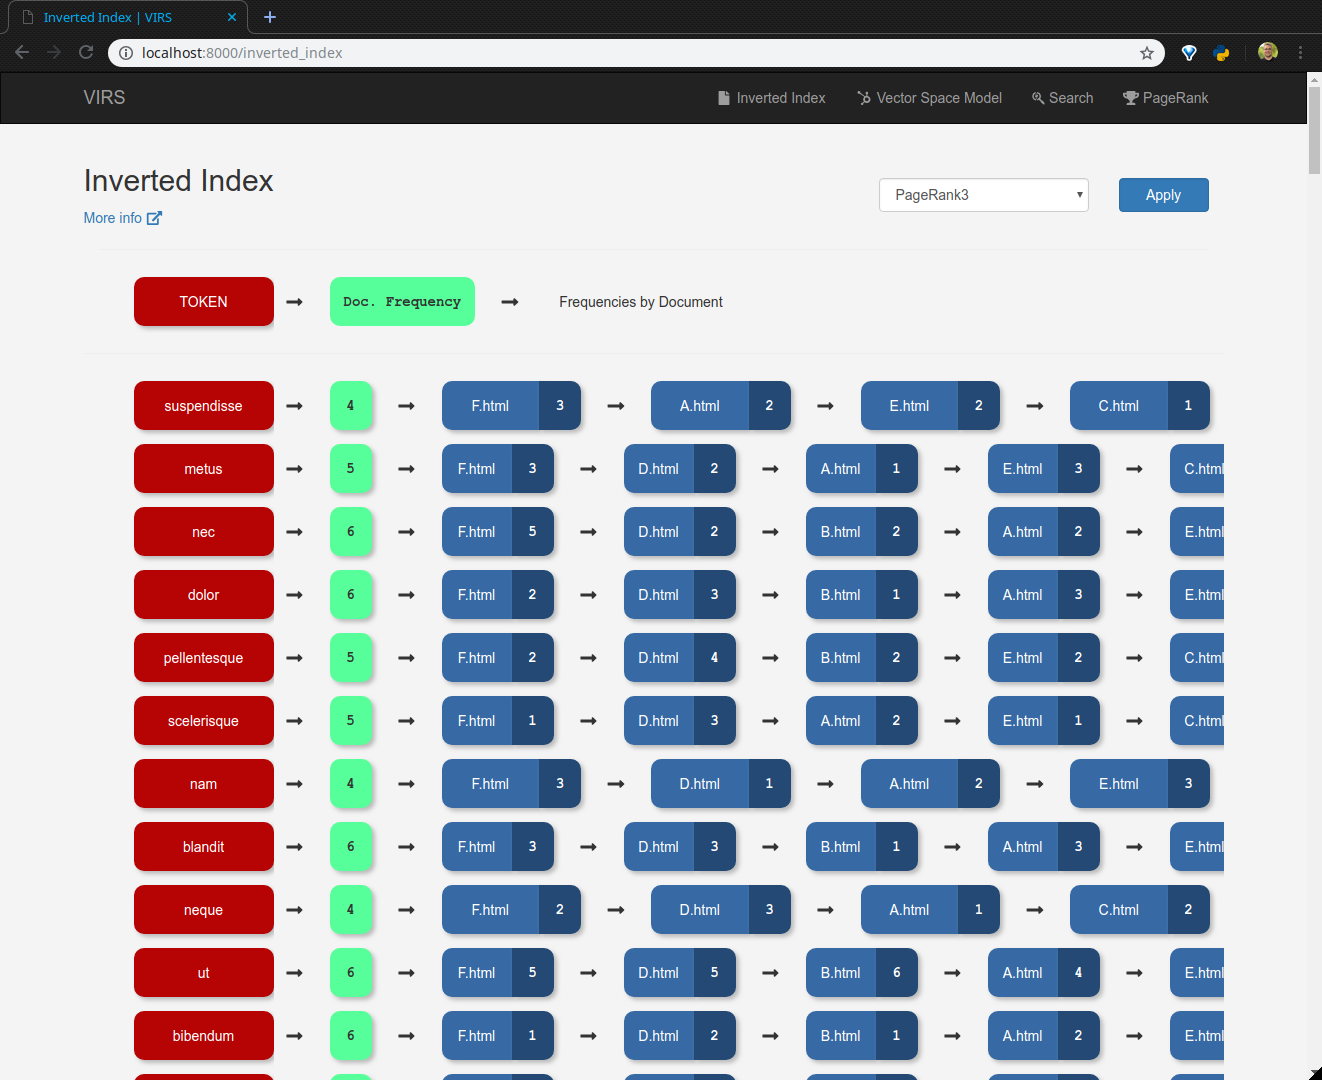 Inverted Index | VIRS
localhost:8000/inverted_index
VIRS Inverted Index Vector Space Model Search PageRank
Inverted Index
PageRank3 Apply
More info
TOKEN Doc. Frequency Frequencies by Document
suspendisse 4 F.html 3 A.html 2 E.html 2 C.html 1
metus 5 F.html 3 D.html 2 A.html 1 E.html 3 C.html
nec 6 F.html 5 D.html 2 B.html 2 A.html 2 E.html
dolor 6 F.html 2 D.html 3 B.html 1 A.html 3 E.html
pellentesque 5 F.html 2 D.html 4 B.html 2 E.html 2 C.html
scelerisque 5 F.html 1 D.html 3 A.html 2 E.html 1 C.html
nam 4 F.html 3 D.html 1 A.html 2 E.html 3
blandit 6 F.html 3 D.html 3 B.html 1 A.html 3 E.html
neque 4 F.html 2 D.html 3 A.html 1 C.html 2
ut 6 F.html 5 D.html 5 B.html 6 A.html 4 E.html
bibendum 6 F.html 1 D.html 2 B.html 1 A.html 2 E.html